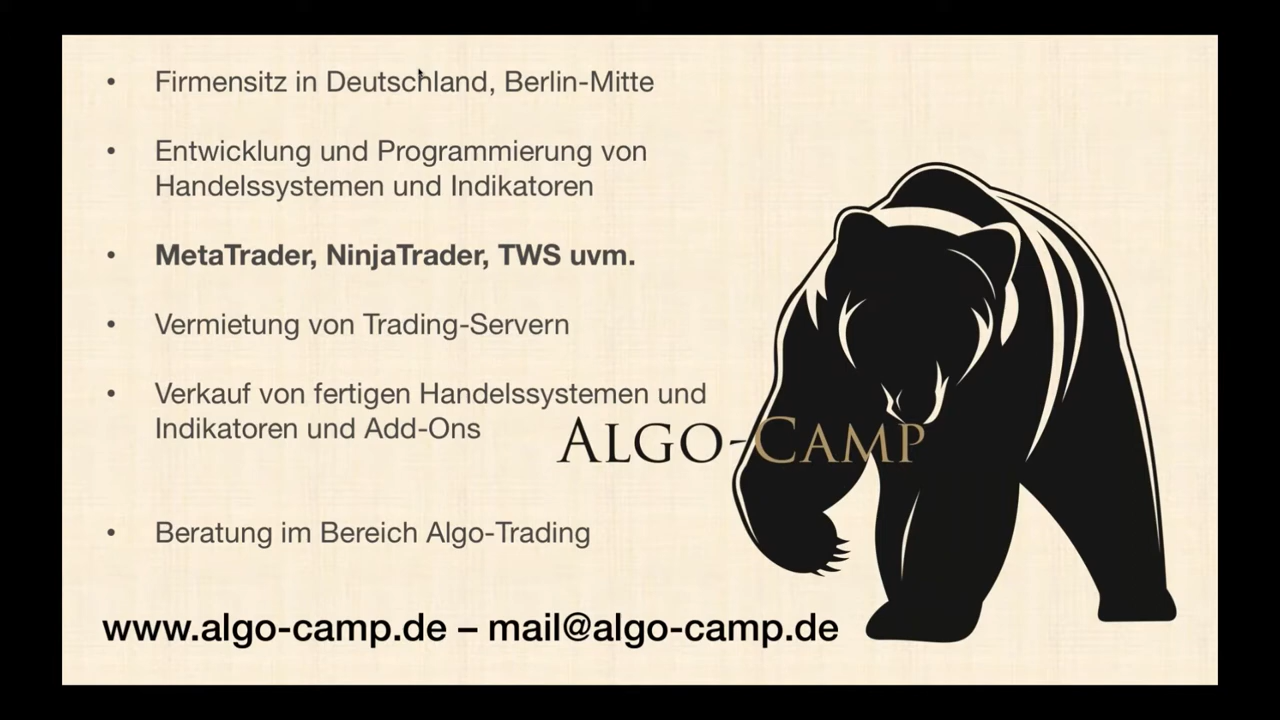 • Firmensitz in Deutschland, Berlin-Mitte
• Entwicklung und Programmierung von
Handelssystemen und Indikatoren
• MetaTrader, NinjaTrader, TWS uvm.
• Vermietung von Trading-Servern
• Verkauf von fertigen Handelssystemen und
Indikatoren und Add-Ons
ALGO-CAMP
• Beratung im Bereich Algo-Trading
www.algo-camp.de – mail@algo-camp.de